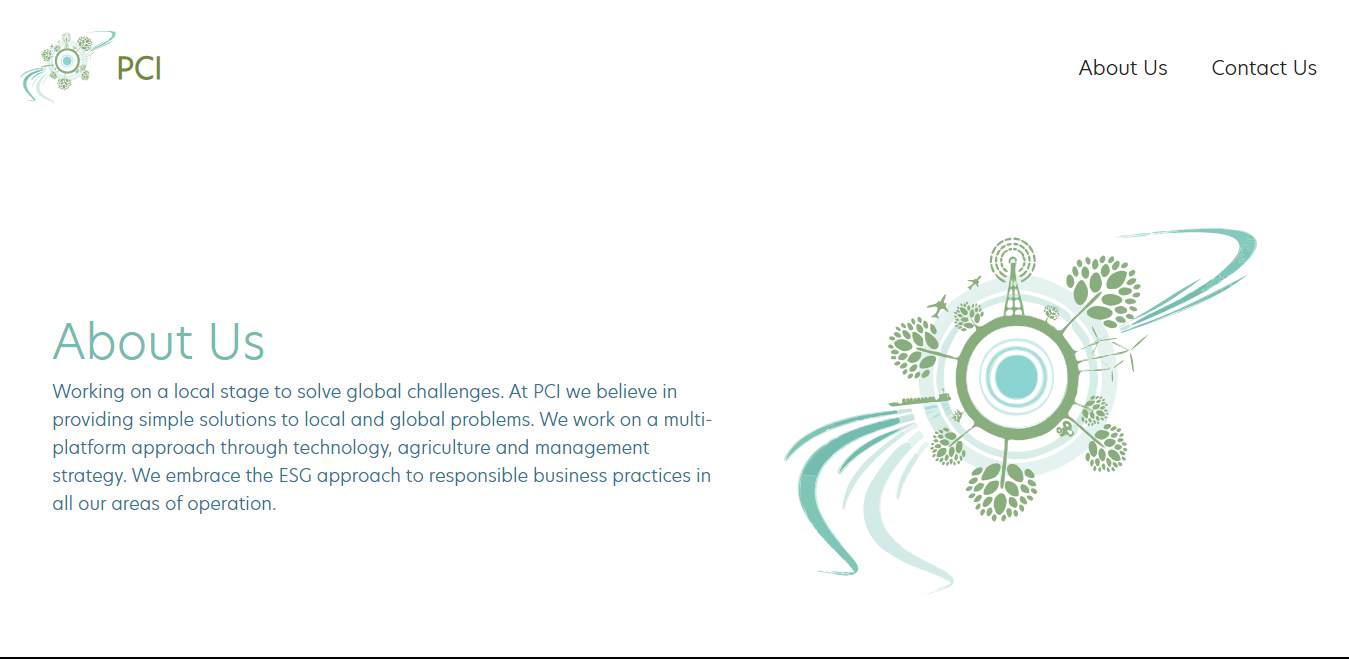 PCI
About Us
Contact Us
About Us
Working on a local stage to solve global challenges. At PCI we believe in
providing simple solutions to local and global problems. We work on a multi-
platform approach through technology, agriculture and management
strategy. We embrace the ESG approach to responsible business practices in
all our areas of operation.